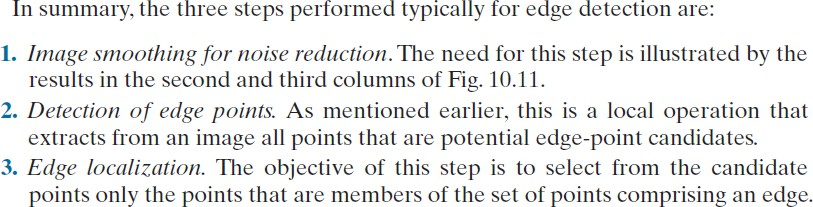 In summary, the three steps performed typically for edge detection are:
1. Image smoothing for noise reduction. The need for this step is illustrated by the
results in the second and third columns of Fig. 10.11.
2. Detection of edge points. As mentioned earlier, this is a local operation that
extracts from an image all points that are potential edge-point candidates.
3. Edge localization. The objective of this step is to select from the candidate
points only the points that are members of the set of points comprising an edge.